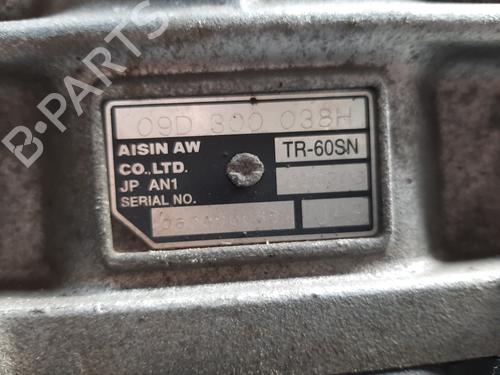 09D 300 038H
AISIN AW
CO.,LTD.
TR-60SN
JP AN1
SERIAL NO.
B-Parts